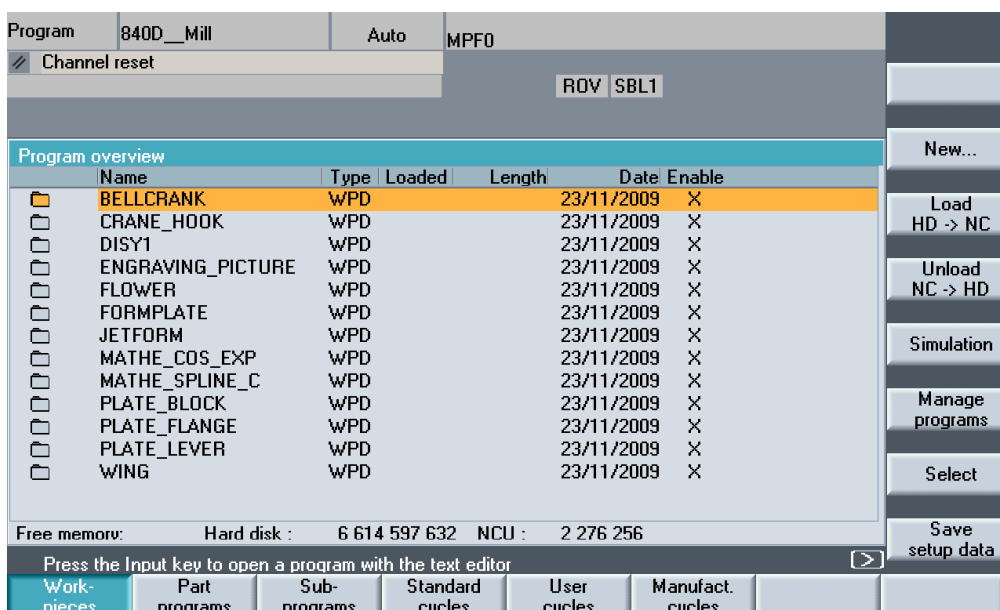 Program 840D__Mill Auto MPF0
// Channel reset
ROV SBL1
Program overview
Name Type Loaded Length Date Enable
BELLCRANK WPD 23/11/2009 X
CRANE_HOOK WPD 23/11/2009 X
DISY1 WPD 23/11/2009 X
ENGRAVING_PICTURE WPD 23/11/2009 X
FLOWER WPD 23/11/2009 X
FORMPLATE WPD 23/11/2009 X
JETFORM WPD 23/11/2009 X
MATHE_COS_EXP WPD 23/11/2009 X
MATHE_SPLINE_C WPD 23/11/2009 X
PLATE_BLOCK WPD 23/11/2009 X
PLATE_FLANGE WPD 23/11/2009 X
PLATE_LEVER WPD 23/11/2009 X
WING WPD 23/11/2009 X
Free memory: Hard disk : 6 614 597 632 NCU : 2 276 256
Press the Input key to open a program with the text editor
New...
Load
HD -> NC
Unload
NC -> HD
Simulation
Manage
programs
Select
Save
setup data
Work-
pieces
Part
programs
Sub-
programs
Standard
cycles
User
cycles
Manufact.
cycles